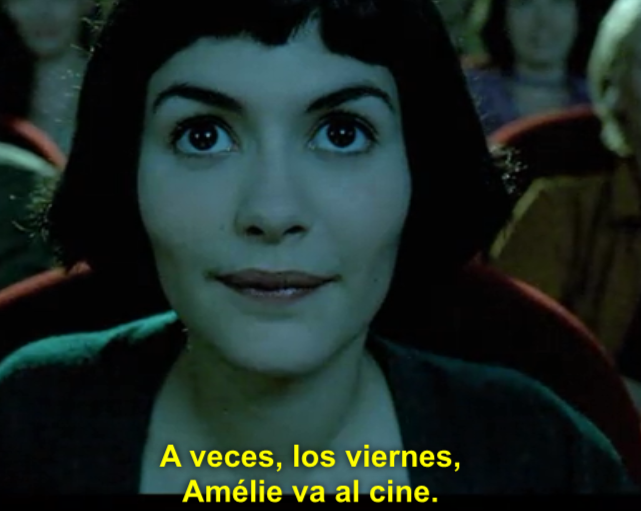 A veces, los viernes,
Amélie va al cine.